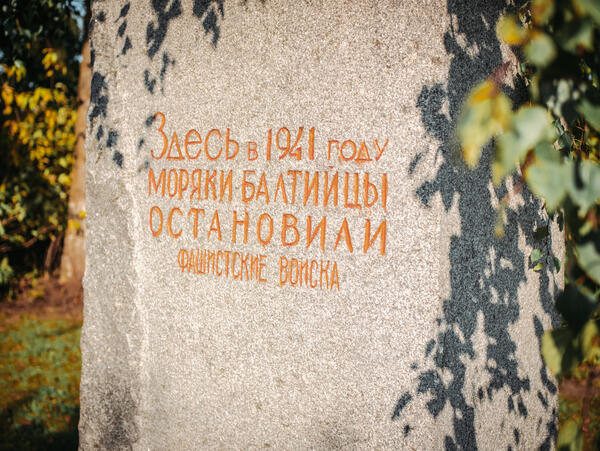 Здесь в 1941 году
моряки балтийцы
остановили
фашистские войска